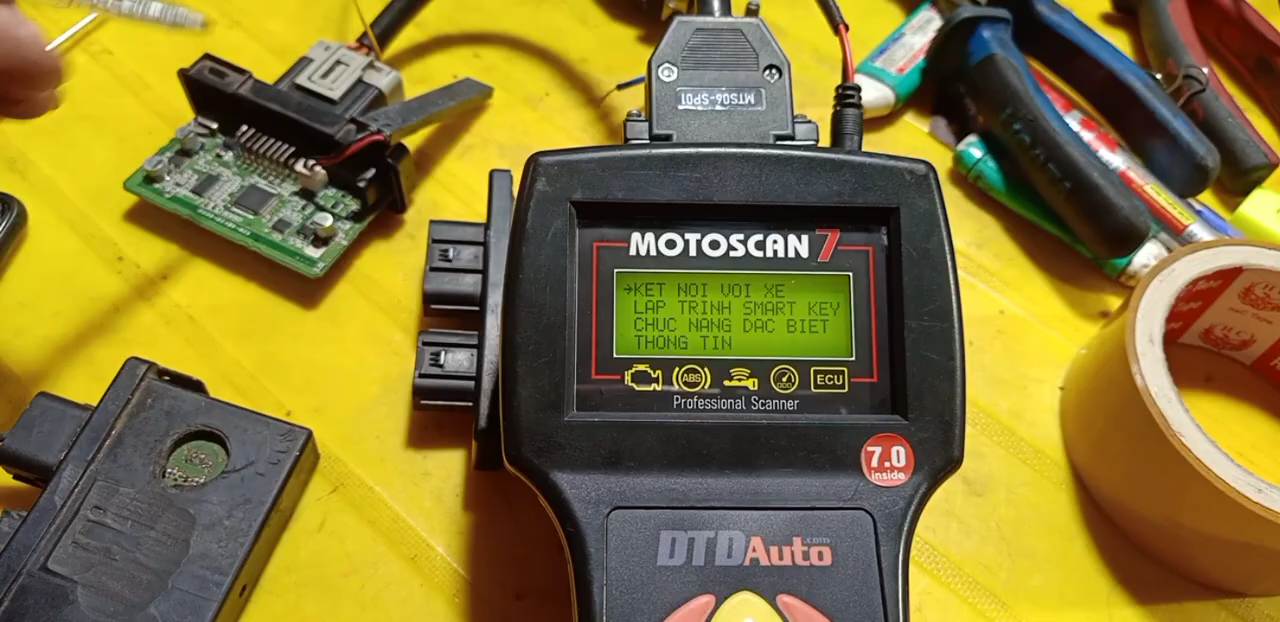 MTS06-SP01
MOTOSCAN 7
→KET NOI VOI XE
LAP TRINH SMART KEY
CHUC NANG DAC BIET
THONG TIN
ABS
ECU
Professional Scanner
7.0
inside
DTDAuto.com